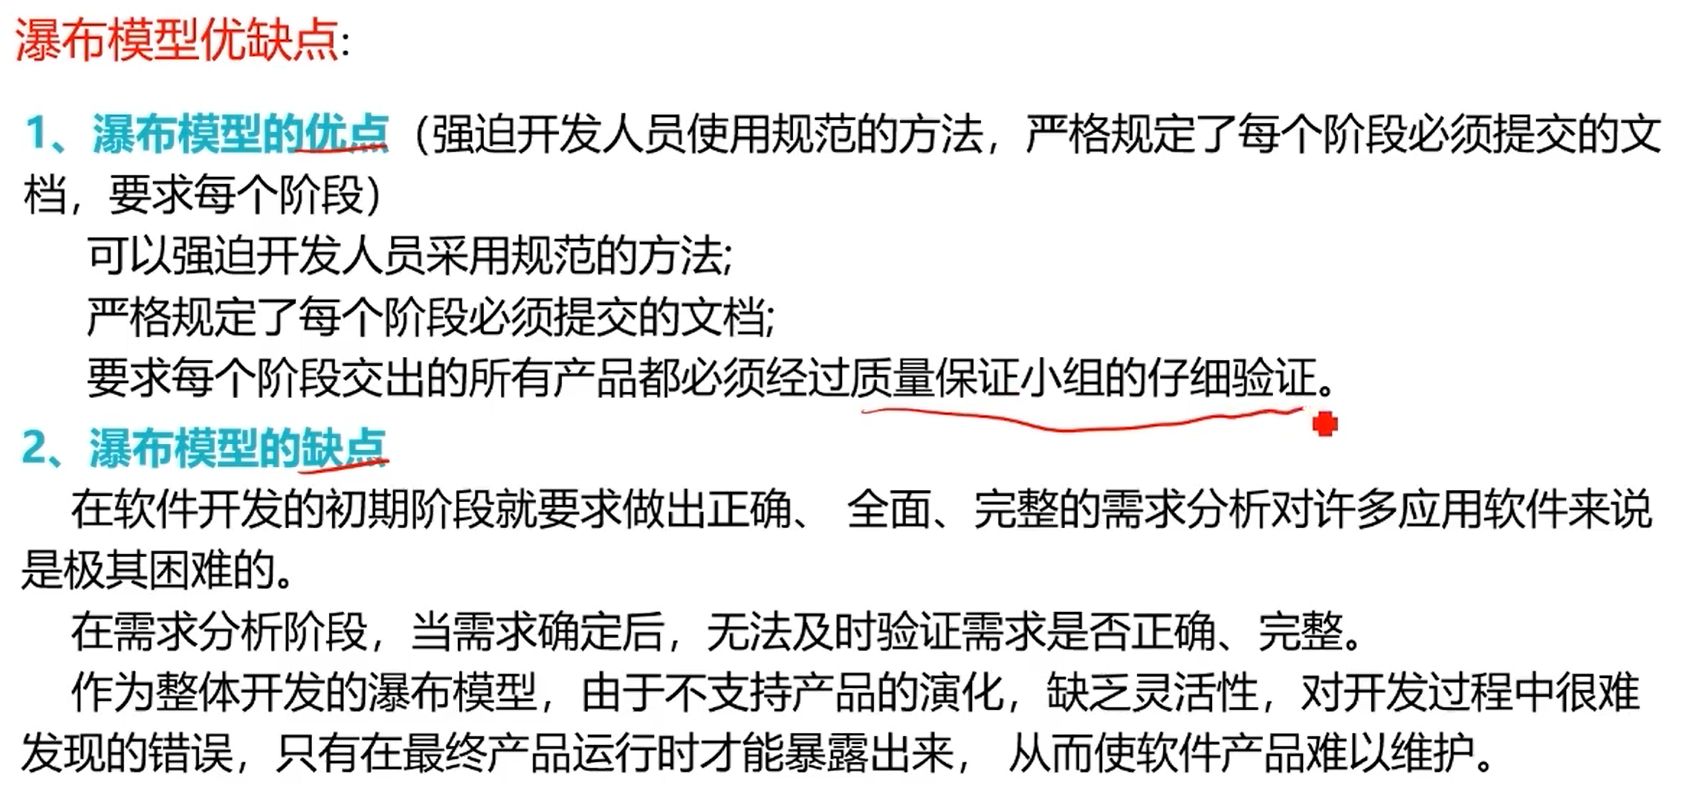 瀑布模型优缺点:
1、瀑布模型的优点（强迫开发人员使用规范的方法，严格规定了每个阶段必须提交的文
档，要求每个阶段）
可以强迫开发人员采用规范的方法;
严格规定了每个阶段必须提交的文档;
要求每个阶段交出的所有产品都必须经过质量保证小组的仔细验证。
2、瀑布模型的缺点
在软件开发的初期阶段就要求做出正确、 全面、完整的需求分析对许多应用软件来说
是极其困难的。
在需求分析阶段，当需求确定后，无法及时验证需求是否正确、完整。
作为整体开发的瀑布模型，由于不支持产品的演化，缺乏灵活性，对开发过程中很难
发现的错误，只有在最终产品运行时才能暴露出来， 从而使软件产品难以维护。